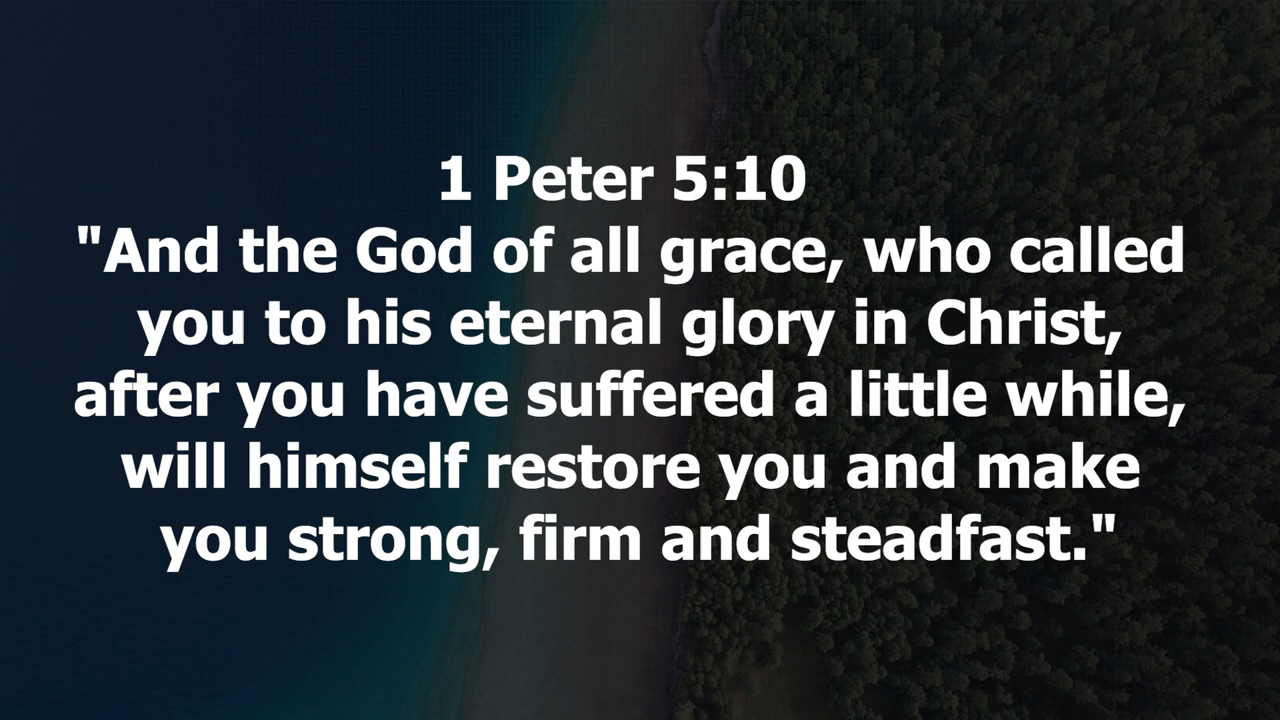 1 Peter 5:10
"And the God of all grace, who called
you to his eternal glory in Christ,
after you have suffered a little while,
will himself restore you and make
you strong, firm and steadfast."